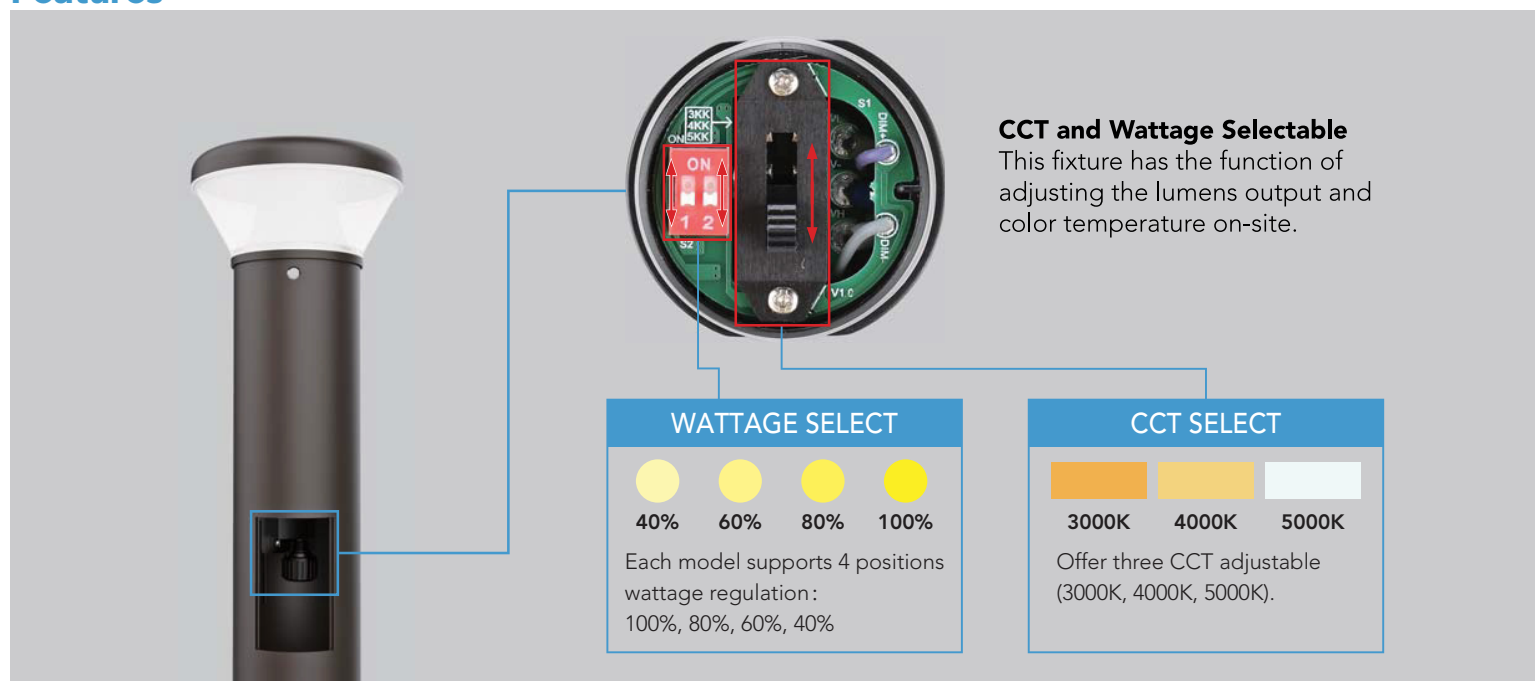 Features
CCT and Wattage Selectable
This fixture has the function of
adjusting the lumens output and
color temperature on-site.
3KK
4KK
5KK
ON
ON
1 2
S2
S1
DIM+
V-
VH
DIM-
V1.0
WATTAGE SELECT
40% 60% 80% 100%
Each model supports 4 positions
wattage regulation:
100%, 80%, 60%, 40%
CCT SELECT
3000K 4000K 5000K
Offer three CCT adjustable
(3000K, 4000K, 5000K).